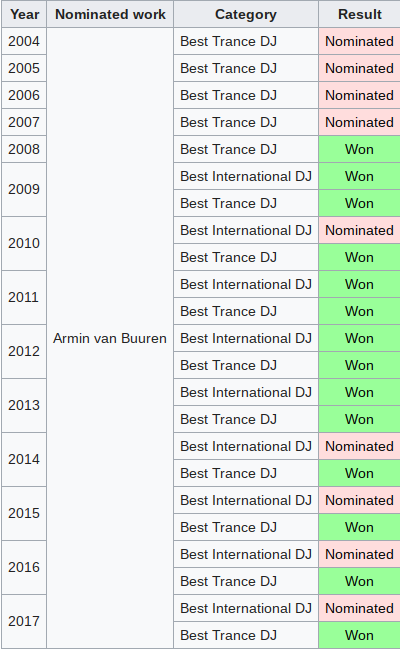 Year Nominated work Category Result
2004 Best Trance DJ Nominated
2005 Best Trance DJ Nominated
2006 Best Trance DJ Nominated
2007 Best Trance DJ Nominated
2008 Best Trance DJ Won
2009 Best International DJ Won
Best Trance DJ Won
2010 Best International DJ Nominated
Best Trance DJ Won
2011 Best International DJ Won
Best Trance DJ Won
Armin van Buuren
2012 Best International DJ Won
Best Trance DJ Won
2013 Best International DJ Won
Best Trance DJ Won
2014 Best International DJ Nominated
Best Trance DJ Won
2015 Best International DJ Nominated
Best Trance DJ Won
2016 Best International DJ Nominated
Best Trance DJ Won
2017 Best International DJ Nominated
Best Trance DJ Won